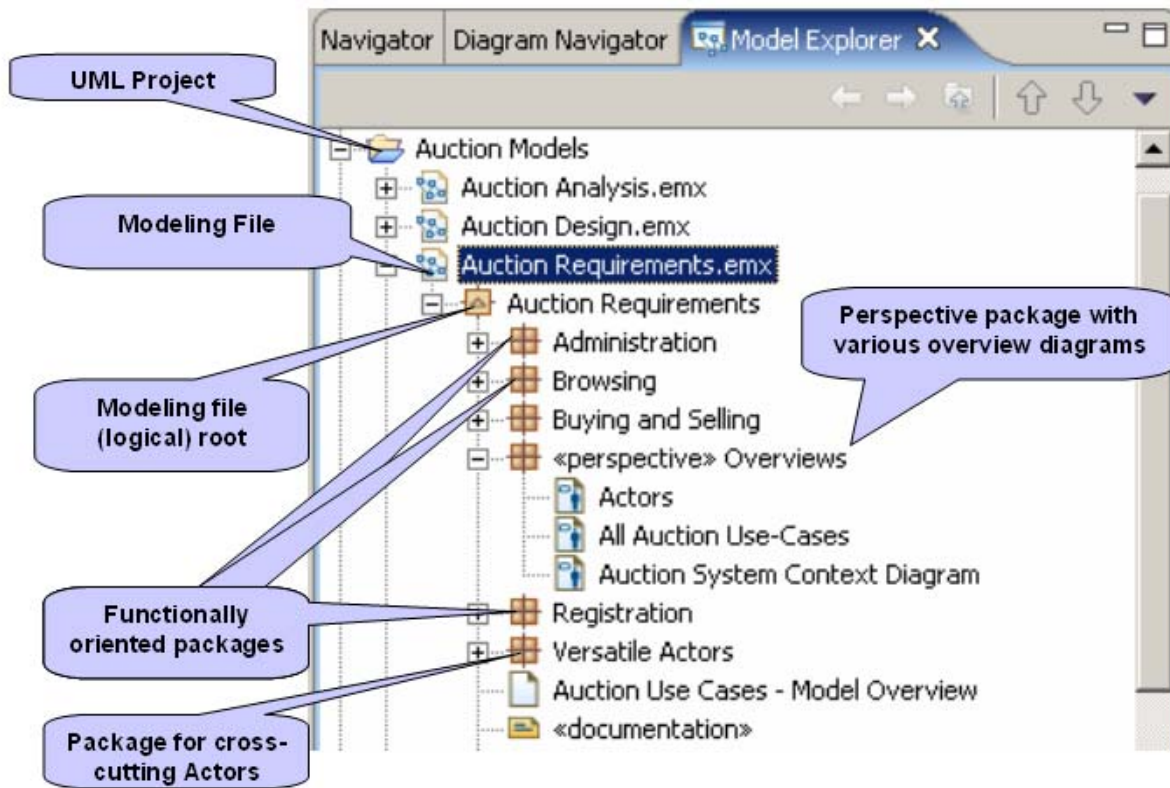 Navigator
Diagram Navigator
Model Explorer
UML Project
Auction Models
Auction Analysis.emx
Modeling File
Auction Design.emx
Auction Requirements.emx
Auction Requirements
Perspective package with
various overview diagrams
Administration
Browsing
Modeling file
(logical) root
Buying and Selling
«perspective» Overviews
Actors
All Auction Use-Cases
Auction System Context Diagram
Functionally
oriented packages
Registration
Versatile Actors
Auction Use Cases - Model Overview
Package for cross-
cutting Actors
«documentation»